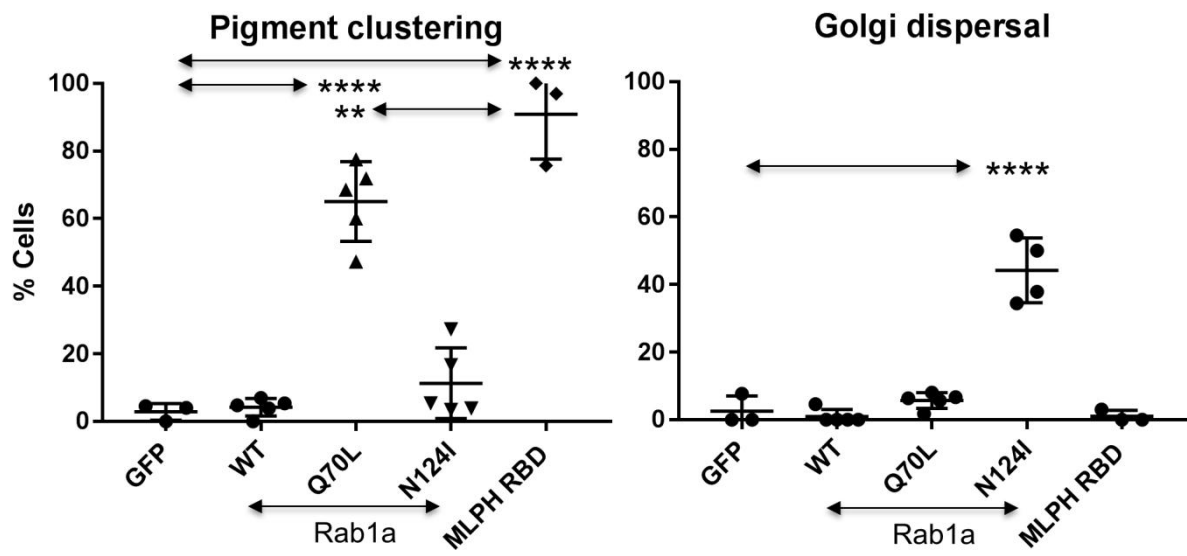 Pigment clustering
****
****
**
% Cells
100
80
60
40
20
0
GFP
WT
Q70L
N124I
MLPH RBD
Rab1a
Golgi dispersal
****
100
80
60
40
20
0
GFP
WT
Q70L
N124I
MLPH RBD
Rab1a